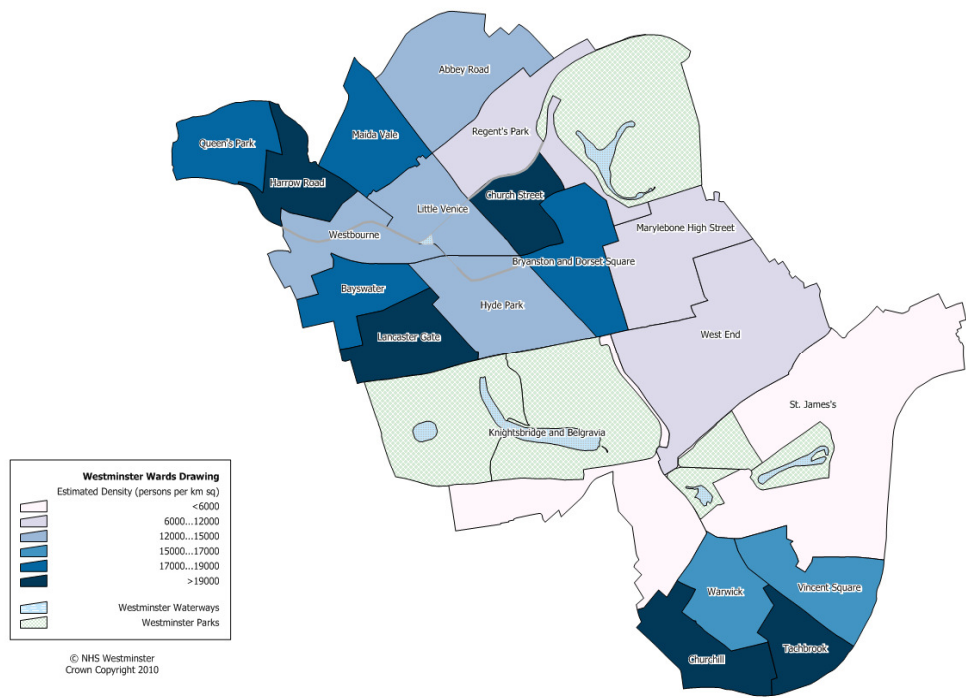 Abbey Road
Regent's Park
Maida Vale
Queen's Park
Harrow Road
Church Street
Little Venice
Marylebone High Street
Westbourne
Bryanston and Dorset Square
Bayswater
Hyde Park
Lancaster Gate
West End
St. James's
Knightsbridge and Belgravia
Westminster Wards Drawing
Estimated Density (persons per km sq)
<6000
6000...12000
12000...15000
15000...17000
17000...19000
>19000
Westminster Waterways
Westminster Parks
Warwick
Vincent Square
Churchill
Tachbrook
© NHS Westminster
Crown Copyright 2010